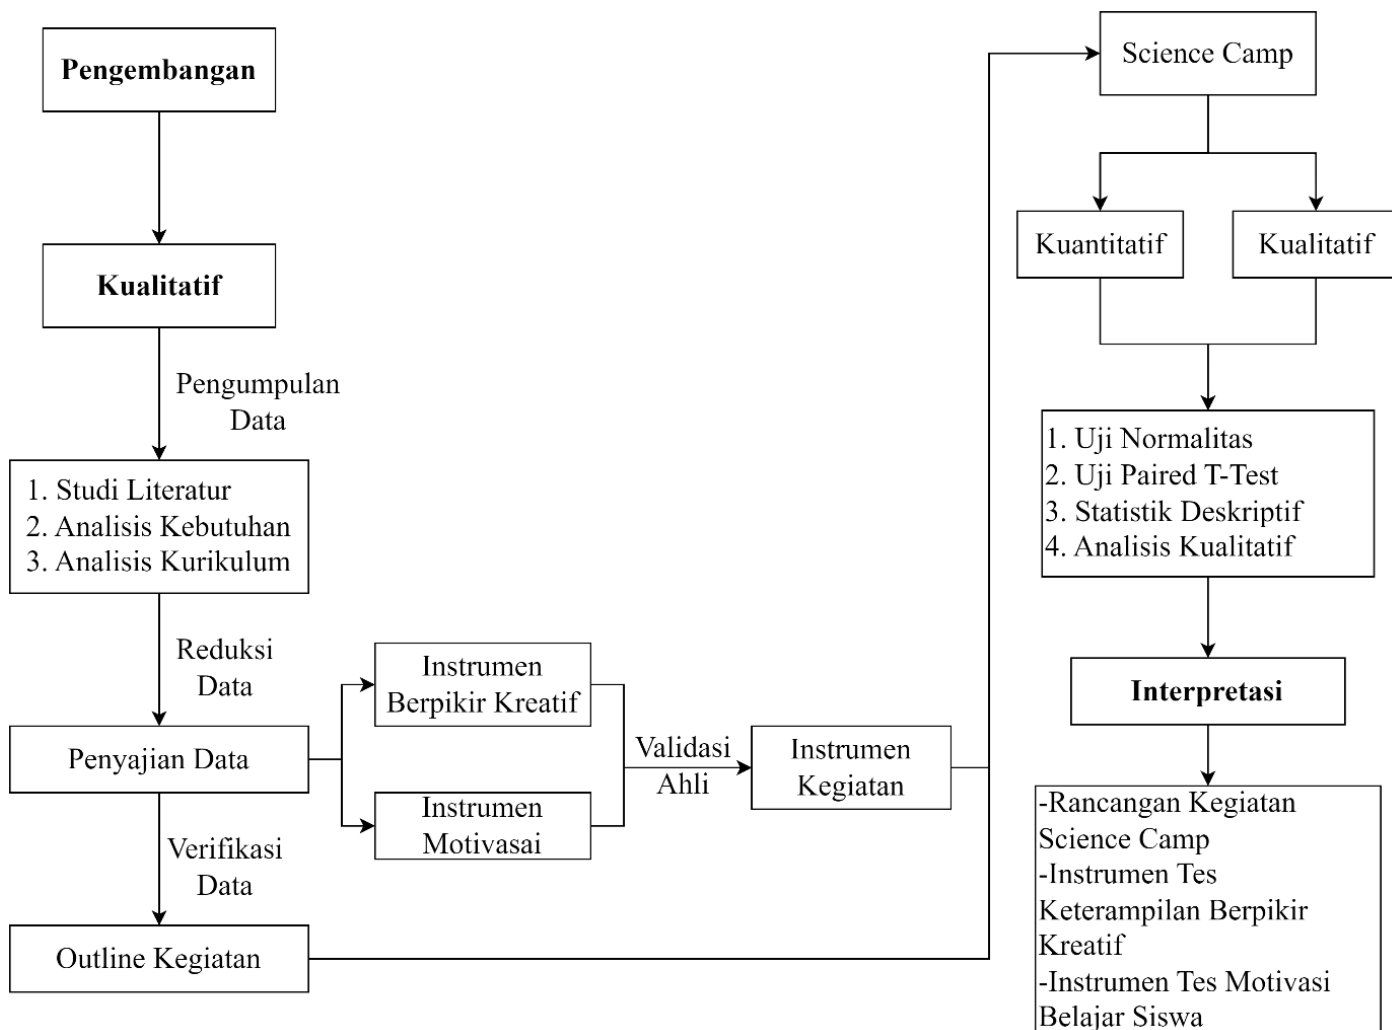 Pengembangan
Kualitatif
Pengumpulan
Data
1. Studi Literatur
2. Analisis Kebutuhan
3. Analisis Kurikulum
Reduksi
Data
Penyajian Data
Verifikasi
Data
Outline Kegiatan
Instrumen
Berpikir Kreatif
Instrumen
Motivasai
Validasi
Ahli
Instrumen
Kegiatan
Science Camp
Kuantitatif
Kualitatif
1. Uji Normalitas
2. Uji Paired T-Test
3. Statistik Deskriptif
4. Analisis Kualitatif
Interpretasi
-Rancangan Kegiatan
Science Camp
-Instrumen Tes
Keterampilan Berpikir
Kreatif
-Instrumen Tes Motivasi
Belajar Siswa